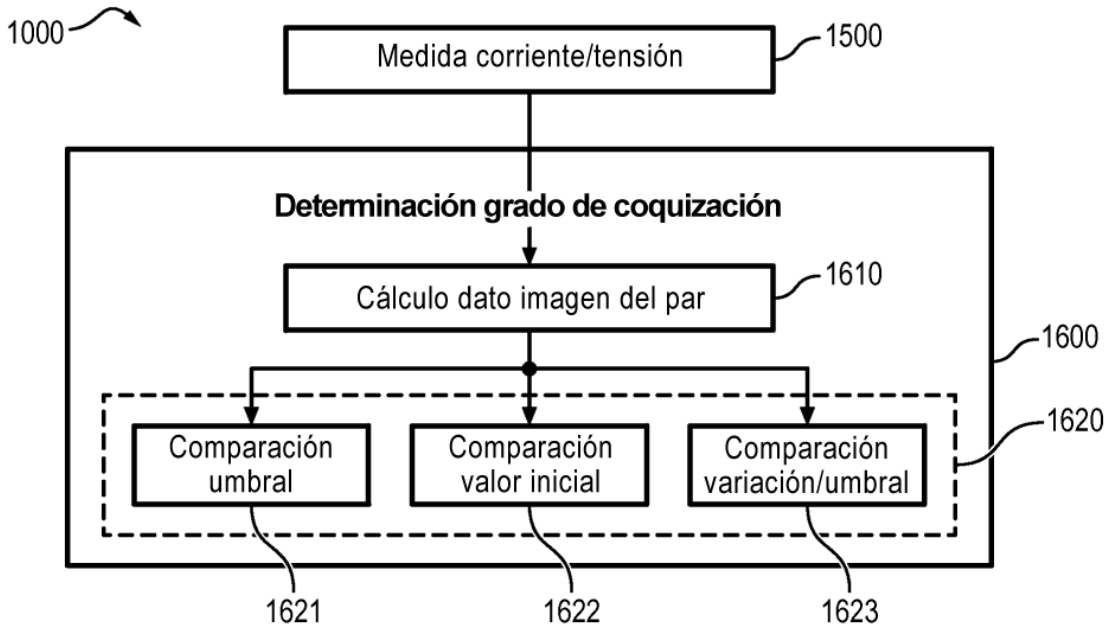 1000
Medida corriente/tensión
1500
Determinación grado de coquización
Cálculo dato imagen del par
1610
1600
1620
Comparación
umbral
Comparación
valor inicial
Comparación
variación/umbral
1621
1622
1623